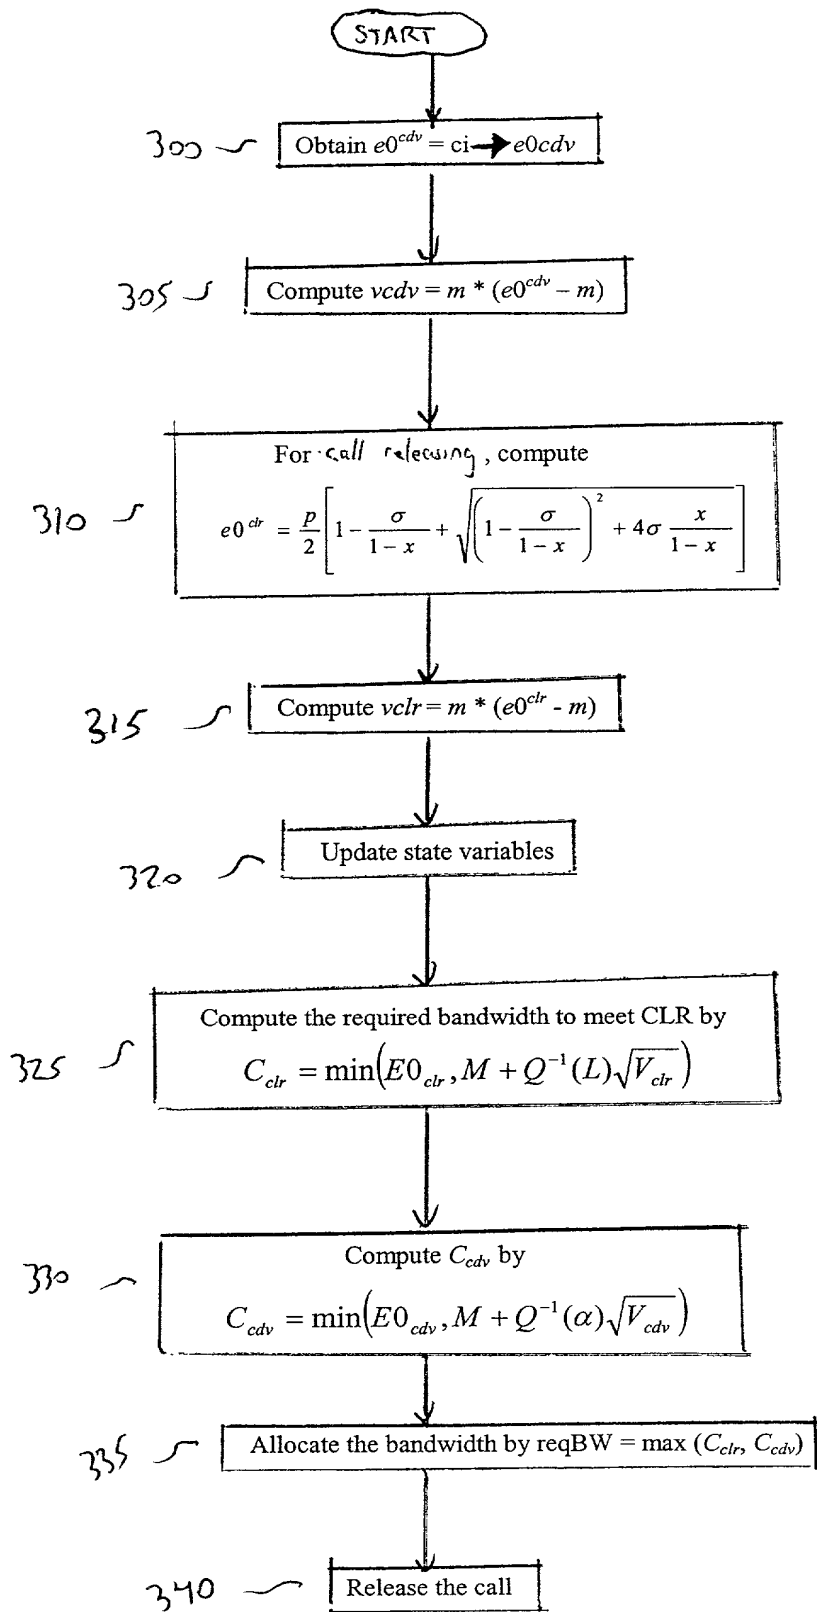 START
300 Obtain e0^cdv = ci→e0cdv
305 Compute vcdv = m * (e0^cdv – m)
For call releasing, compute
310 e0^clr = p/2 [ 1 - σ/(1 - x) + √( (1 - σ/(1 - x))^2 + 4σ x/(1 - x) ) ]
315 Compute vclr = m * (e0^clr - m)
320 Update state variables
Compute the required bandwidth to meet CLR by
325 C_clr = min(E0_clr, M + Q^-1(L)√V_clr)
Compute C_cdv by
330 C_cdv = min(E0_cdv, M + Q^-1(α)√V_cdv)
335 Allocate the bandwidth by reqBW = max (C_clr, C_cdv)
340 Release the call